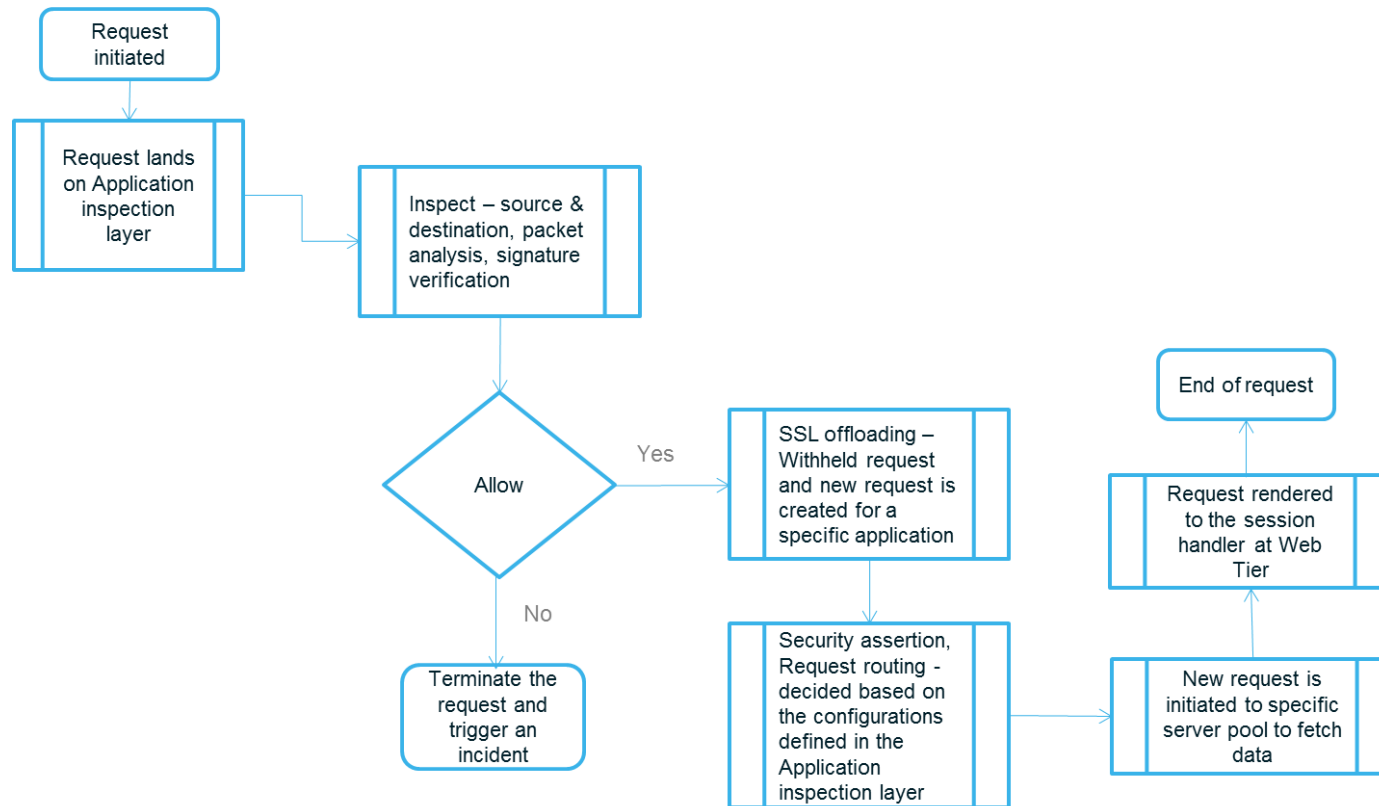 Request
initiated
Request lands
on Application
inspection
layer
Inspect – source &
destination, packet
analysis, signature
verification
Allow
Yes
No
Terminate the
request and
trigger an
incident
SSL offloading –
Withheld request
and new request is
created for a
specific application
Security assertion,
Request routing -
decided based on
the configurations
defined in the
Application
inspection layer
New request is
initiated to specific
server pool to fetch
data
Request rendered
to the session
handler at Web
Tier
End of request